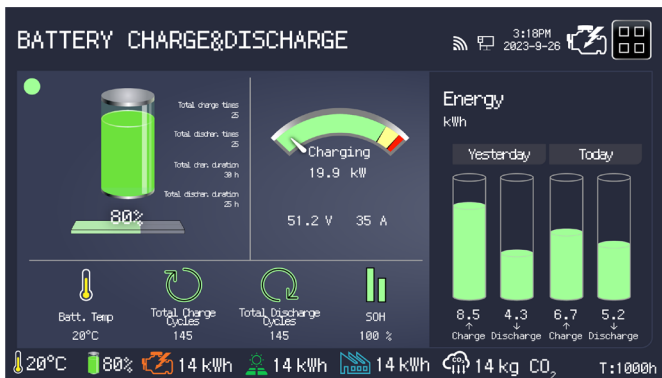 BATTERY CHARGE&DISCHARGE
3:18PM
2023-9-26
Total charge times
25
Total dischar. times
25
Total char. duration
30 h
Total dischar. duration
25 h
80%
Charging
19.9 kW
51.2 V 35 A
Energy
kWh
Yesterday Today
8.5 4.3 6.7 5.2
Charge Discharge Charge Discharge
Batt. Temp
20°C
Total Charge
Cycles
145
Total Discharge
Cycles
145
SOH
100 %
20°C 80% 14 kWh 14 kWh 14 kWh 14 kg CO₂ T:1000h